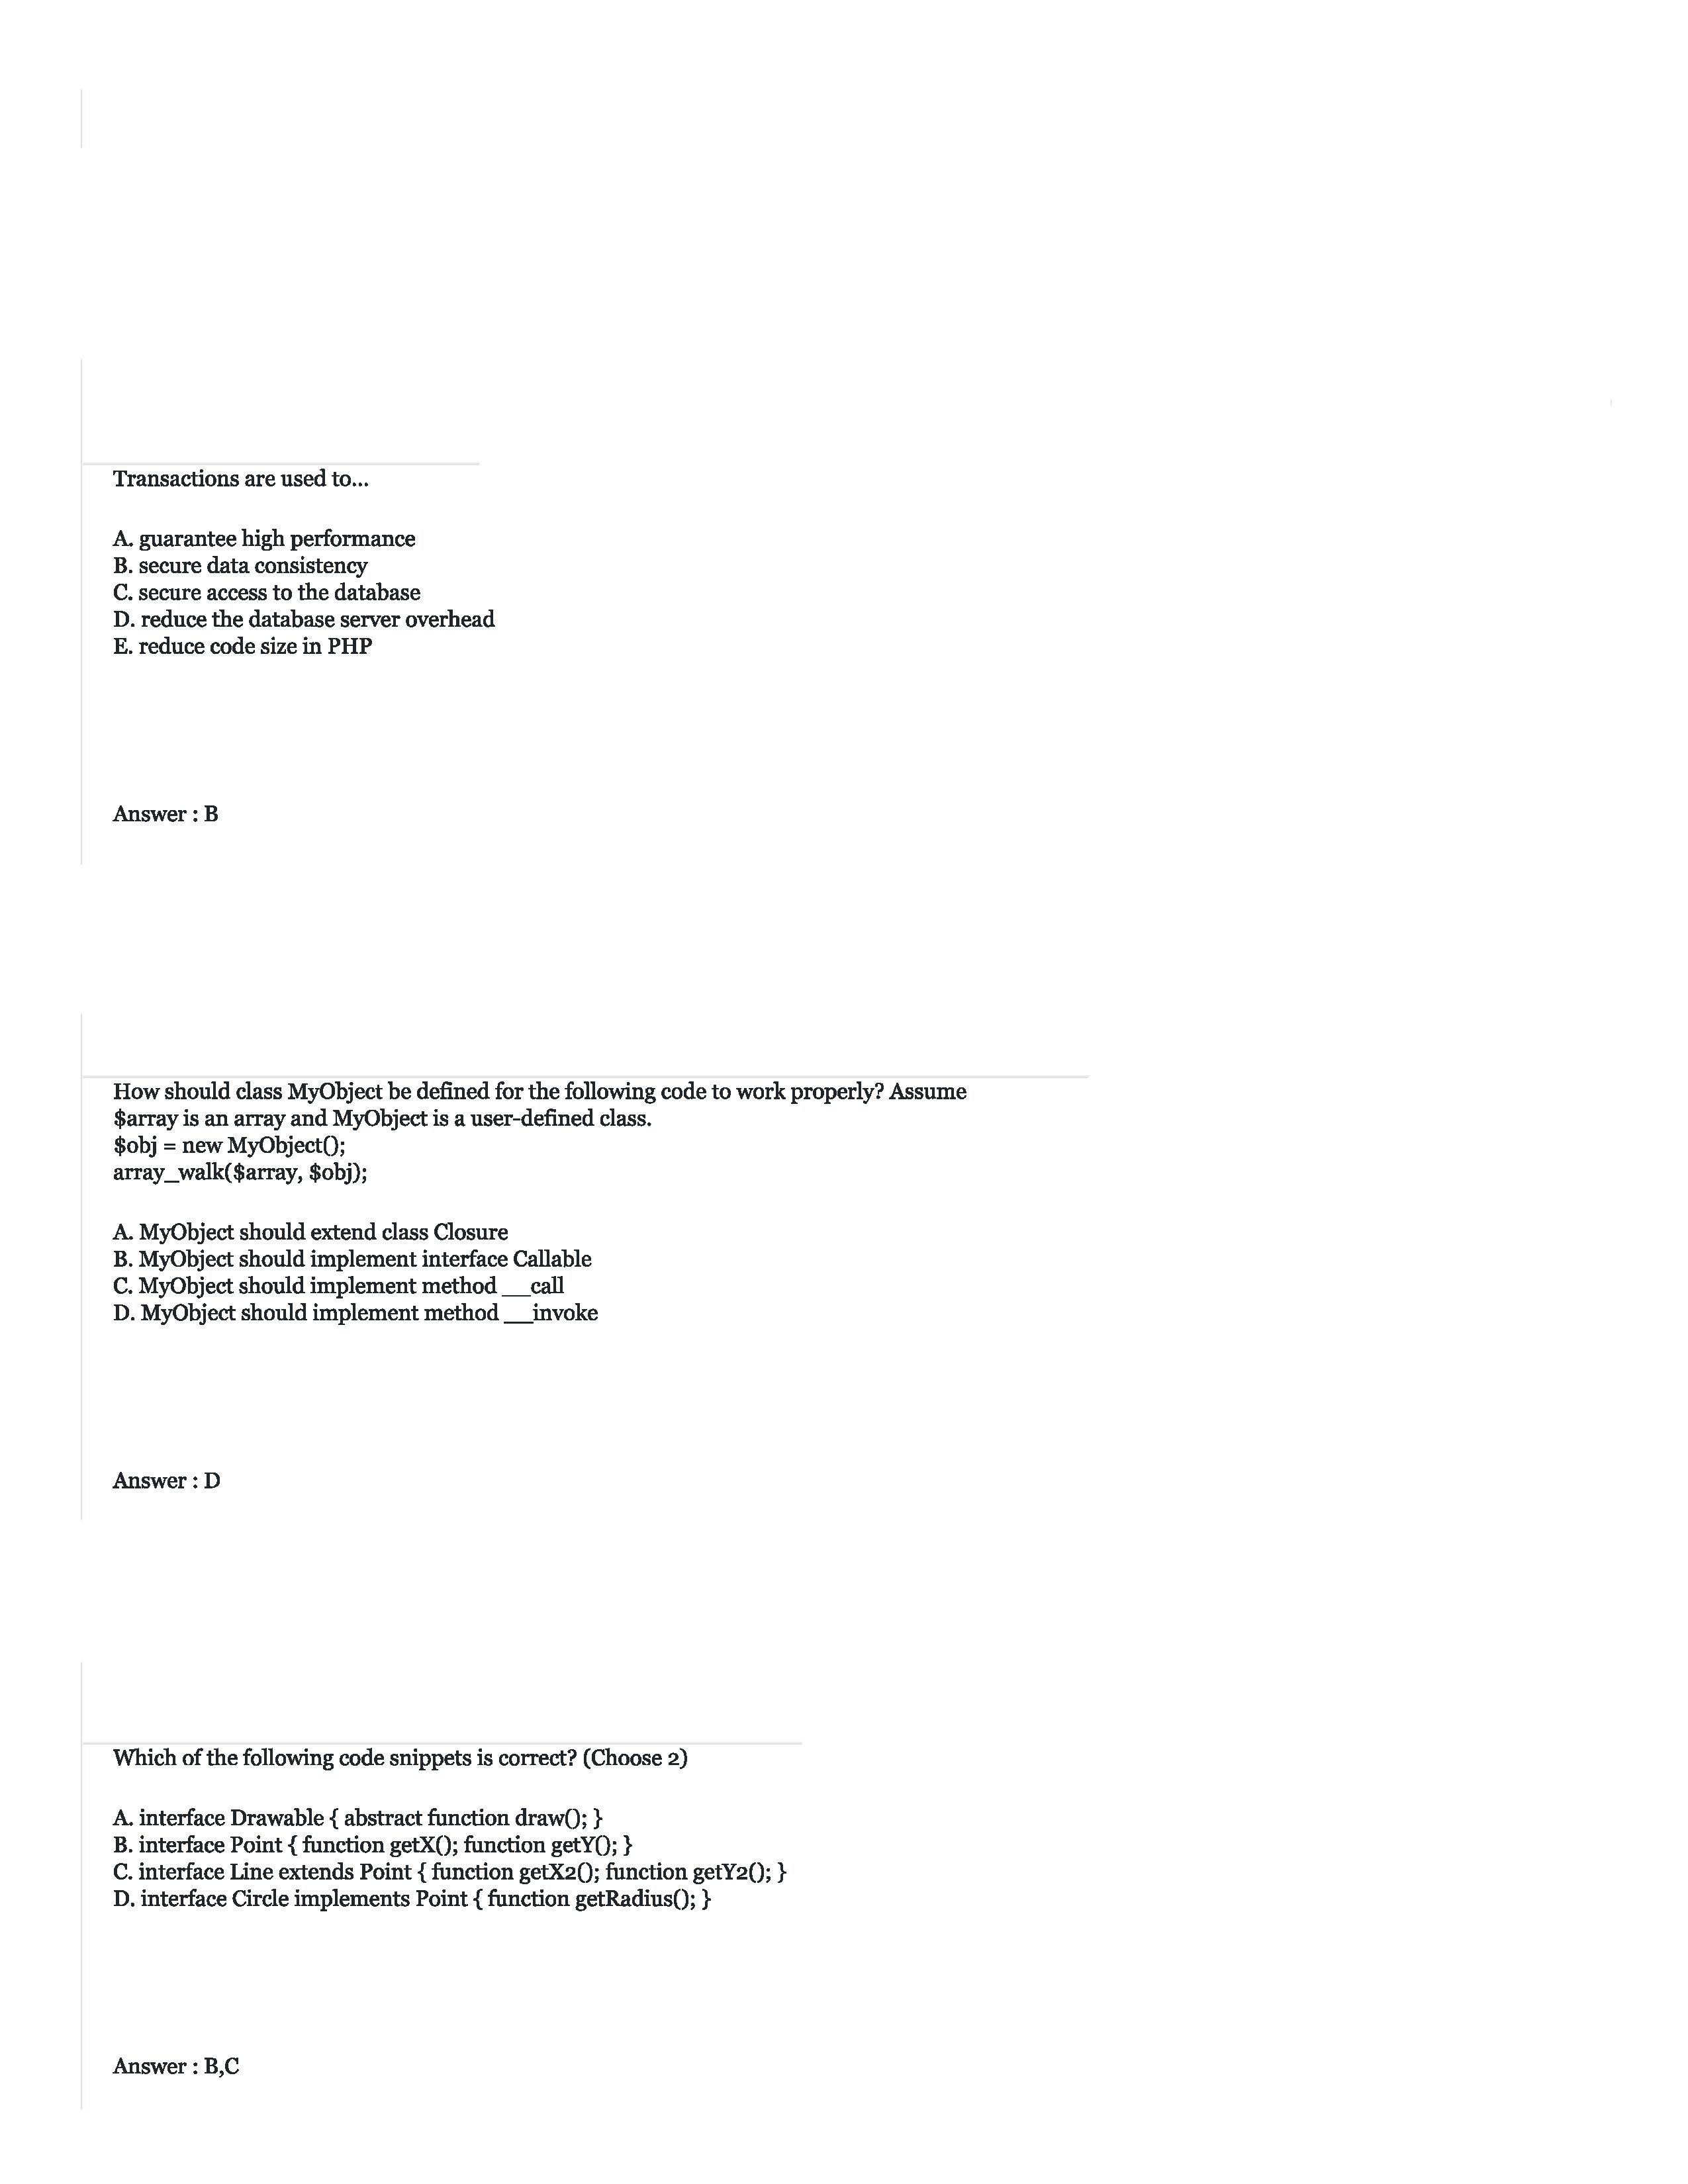 Transactions are used to...
A. guarantee high performance
B. secure data consistency
C. secure access to the database
D. reduce the database server overhead
E. reduce code size in PHP
Answer : B
How should class MyObject be defined for the following code to work properly? Assume
$array is an array and MyObject is a user-defined class.
$obj = new MyObject();
array_walk($array, $obj);
A. MyObject should extend class Closure
B. MyObject should implement interface Callable
C. MyObject should implement method __call
D. MyObject should implement method __invoke
Answer : D
Which of the following code snippets is correct? (Choose 2)
A. interface Drawable { abstract function draw(); }
B. interface Point { function getX(); function getY(); }
C. interface Line extends Point { function getX2(); function getY2(); }
D. interface Circle implements Point { function getRadius(); }
Answer : B,C